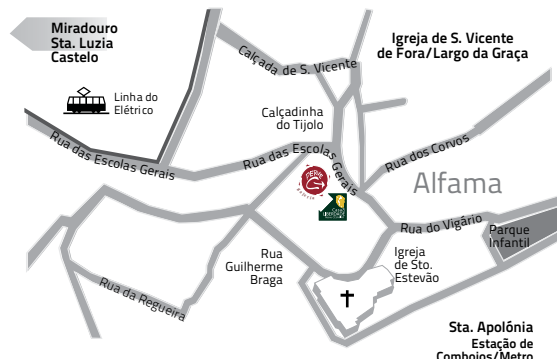 Miradouro
Sta. Luzia
Castelo
Igreja de S. Vicente
de Fora/Largo da Graça
Calçada de S. Vicente
Linha do
Elétrico
Calçadinha
do Tijolo
Rua das Escolas Gerais
Rua das Escolas Gerais
Rua dos Corvos
Alfama
Rua do Vigário
Parque
Infantil
Rua
Guilherme
Braga
Igreja
de Sto.
Estevão
Rua da Regueira
Sta. Apolónia
Estação de
Comboios/Metro